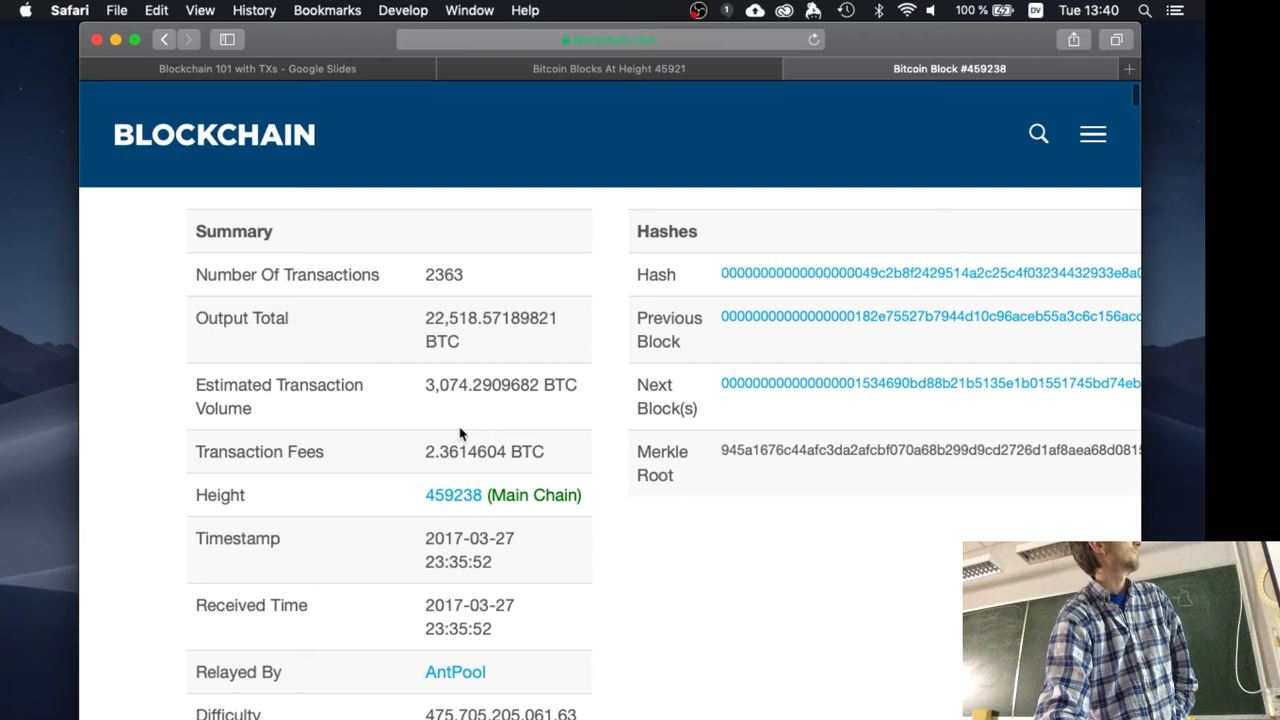 Safari File Edit View History Bookmarks Develop Window Help 1 100 % DV Tue 13:40
blockchain.com
Blockchain 101 with TXs - Google Slides
Bitcoin Blocks At Height 45921
Bitcoin Block #459238
BLOCKCHAIN
Summary
Number Of Transactions 2363
Output Total 22,518.57189821
BTC
Estimated Transaction 3,074.2909682 BTC
Volume
Transaction Fees 2.3614604 BTC
Height 459238 (Main Chain)
Timestamp 2017-03-27
23:35:52
Received Time 2017-03-27
23:35:52
Relayed By AntPool
Difficulty 475,705,205,061.63
Hashes
Hash
Previous
Block
Next
Block(s)
Merkle
Root